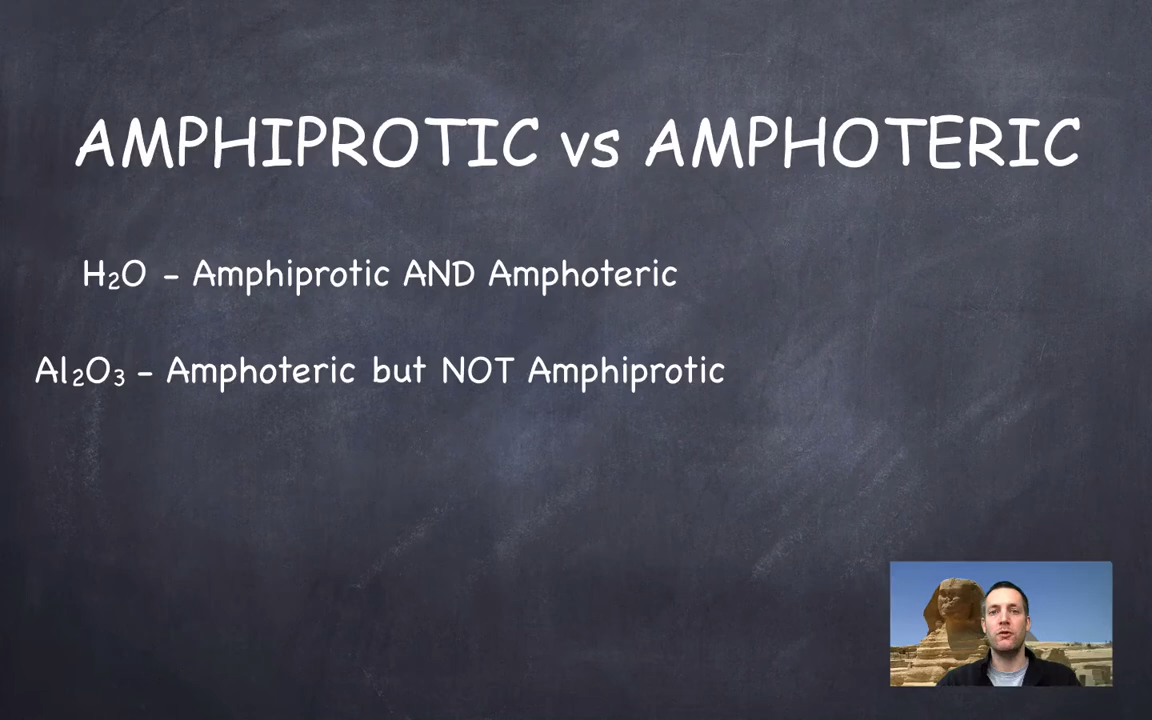 AMPHIPROTIC vs AMPHOTERIC
H₂O - Amphiprotic AND Amphoteric
Al₂O₃ - Amphoteric but NOT Amphiprotic